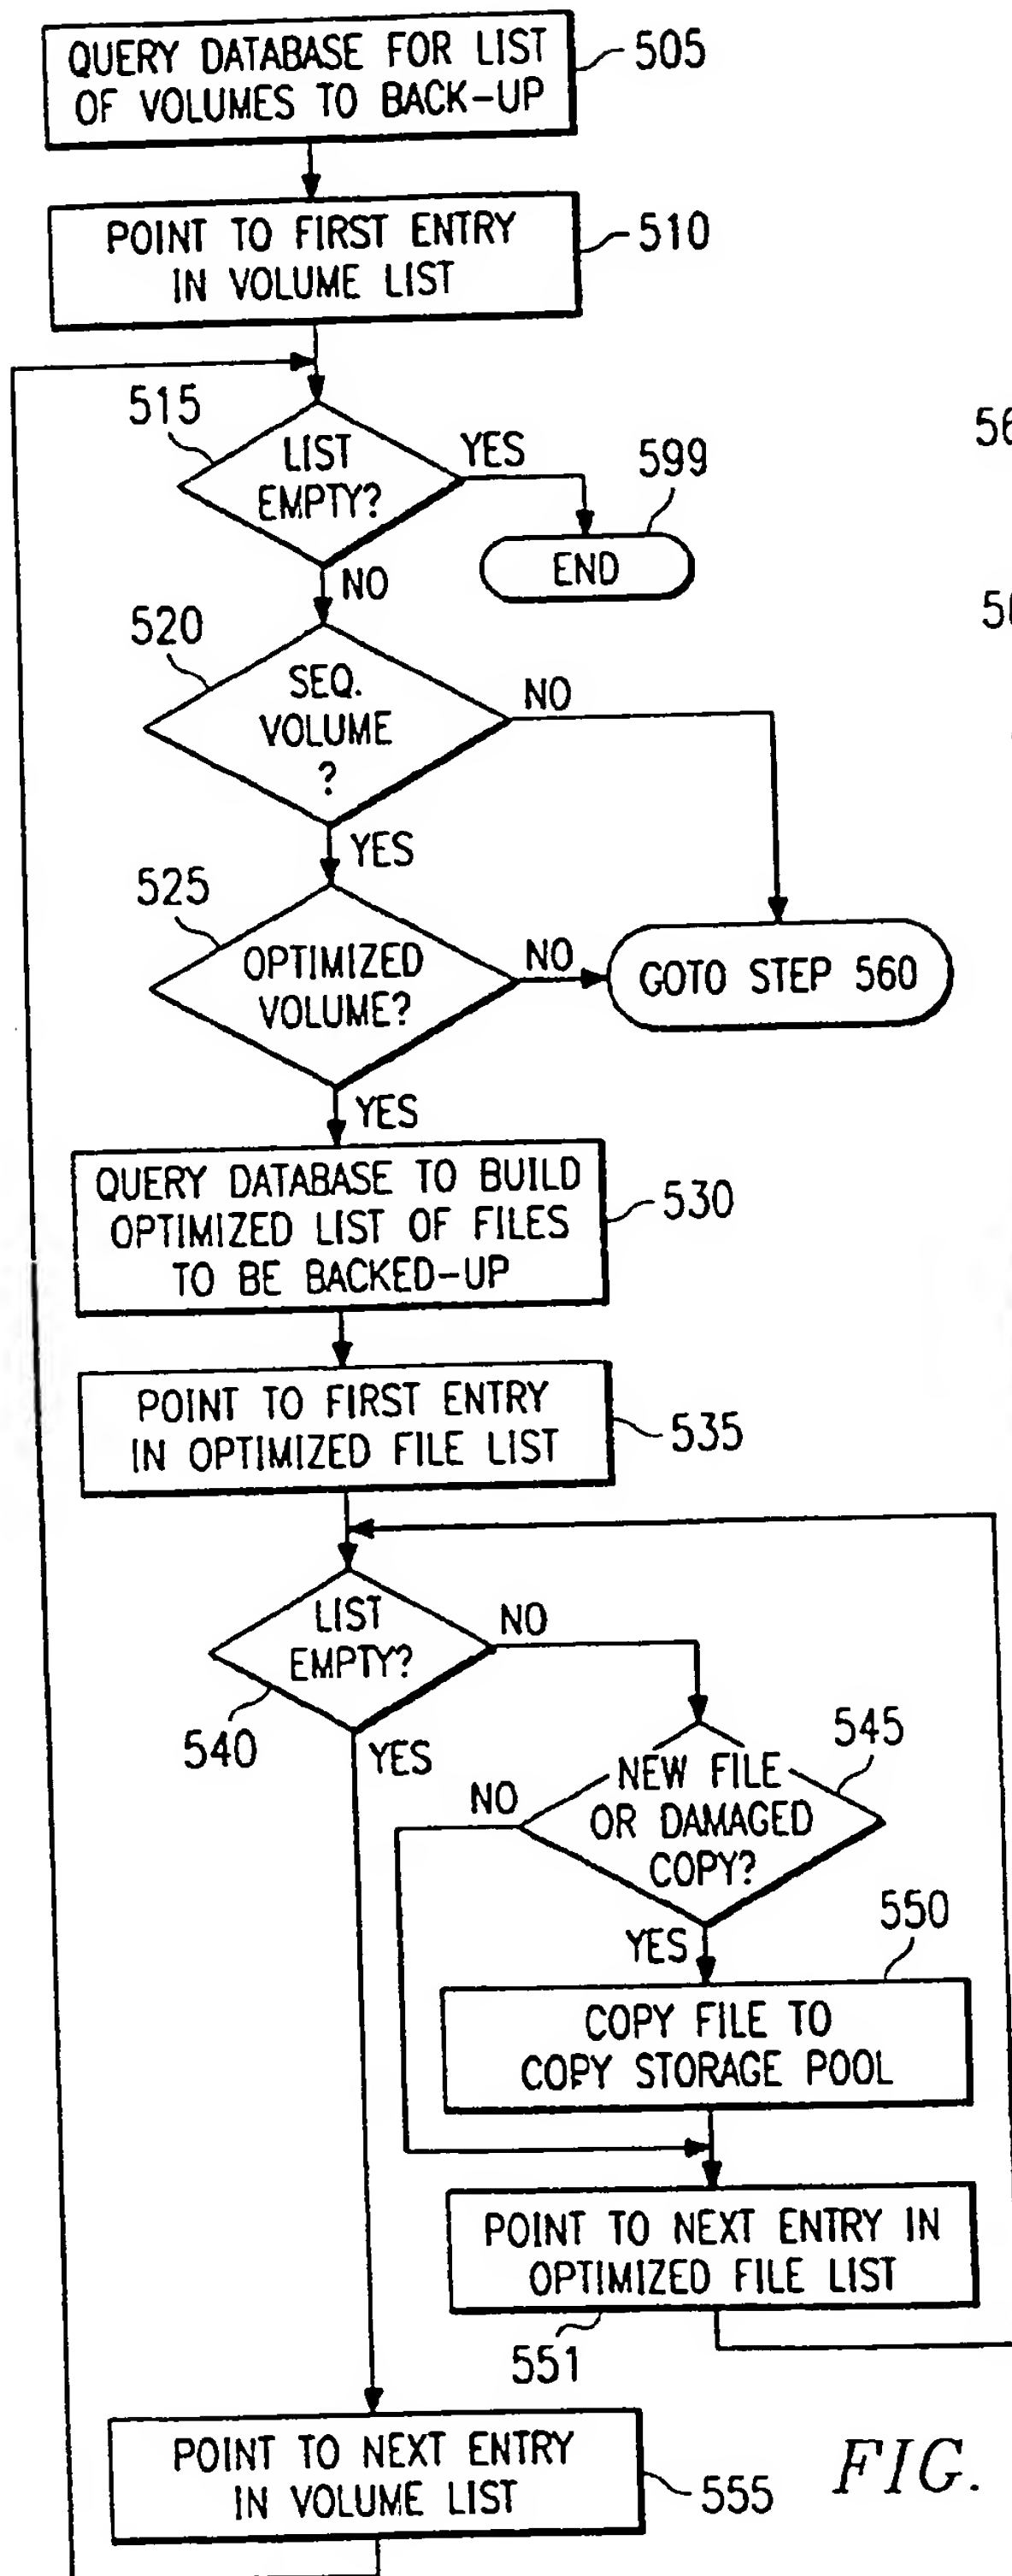 QUERY DATABASE FOR LIST
OF VOLUMES TO BACK-UP
505
POINT TO FIRST ENTRY
IN VOLUME LIST
510
515
LIST
EMPTY?
YES
599
END
NO
520
SEQ.
VOLUME
?
NO
YES
525
OPTIMIZED
VOLUME?
NO
GOTO STEP 560
YES
QUERY DATABASE TO BUILD
OPTIMIZED LIST OF FILES
TO BE BACKED-UP
530
POINT TO FIRST ENTRY
IN OPTIMIZED FILE LIST
535
LIST
EMPTY?
NO
540
YES
545
NEW FILE
OR DAMAGED
COPY?
NO
YES
550
COPY FILE TO
COPY STORAGE POOL
POINT TO NEXT ENTRY IN
OPTIMIZED FILE LIST
551
POINT TO NEXT ENTRY
IN VOLUME LIST
555
FIG.